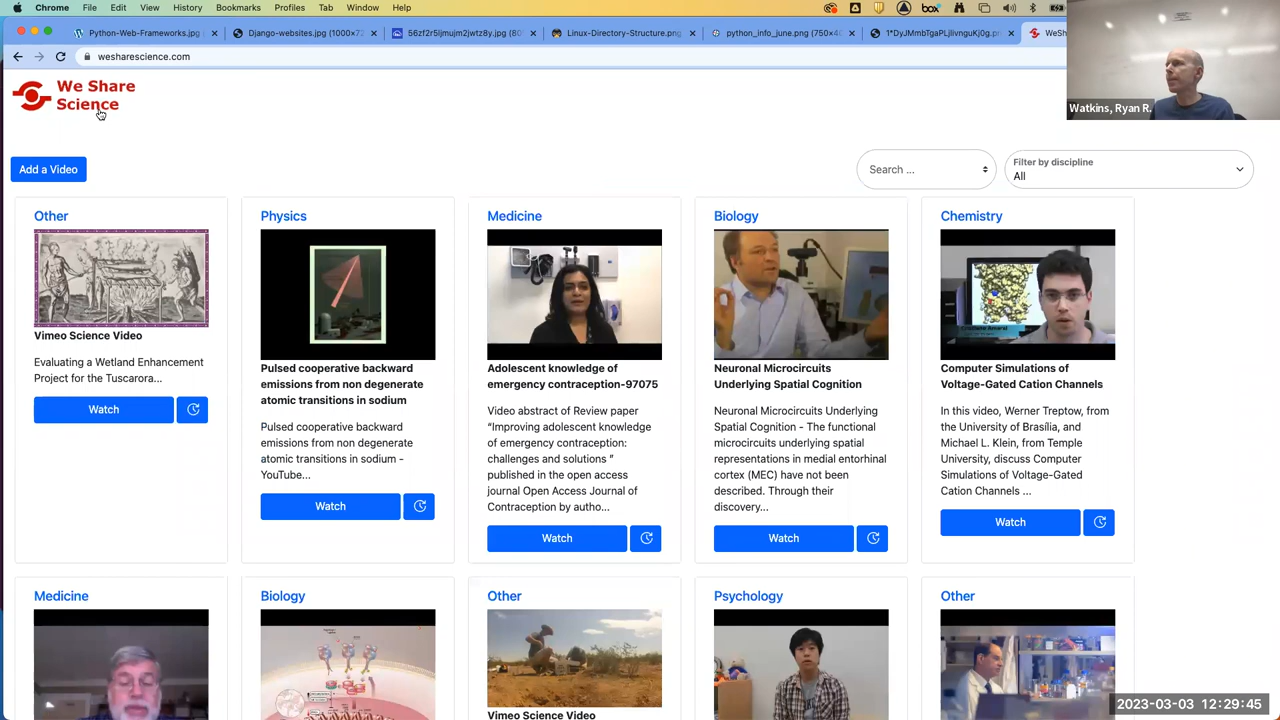 Chrome File Edit View History Bookmarks Profiles Tab Window Help
box
Python-Web-Frameworks.jpg
Django-websites.jpg (1000×7
56zf2r5ljmujm2jwtz8y.jpg (80
Linux-Directory-Structure.png
python_info_june.png (750×4
WeSh
wesharescience.com
We Share
Science
Watkins, Ryan R.
Add a Video
Search ...
Filter by discipline
All
Other
Vimeo Science Video
Evaluating a Wetland Enhancement
Project for the Tuscarora...
Watch
Physics
Pulsed cooperative backward
emissions from non degenerate
atomic transitions in sodium
Pulsed cooperative backward
emissions from non degenerate
atomic transitions in sodium -
YouTube...
Watch
Medicine
Adolescent knowledge of
emergency contraception-97075
Video abstract of Review paper
“Improving adolescent knowledge
of emergency contraception:
challenges and solutions ”
published in the open access
journal Open Access Journal of
Contraception by autho...
Watch
Biology
Neuronal Microcircuits
Underlying Spatial Cognition
Neuronal Microcircuits Underlying
Spatial Cognition - The functional
microcircuits underlying spatial
representations in medial entorhinal
cortex (MEC) have not been
described. Through their
discovery...
Watch
Chemistry
Computer Simulations of
Voltage-Gated Cation Channels
In this video, Werner Treptow, from
the University of Brasília, and
Michael L. Klein, from Temple
University, discuss Computer
Simulations of Voltage-Gated
Cation Channels ...
Watch
Medicine
Biology
Other
Vimeo Science Video
Psychology
Other
2023-03-03 12:29:45